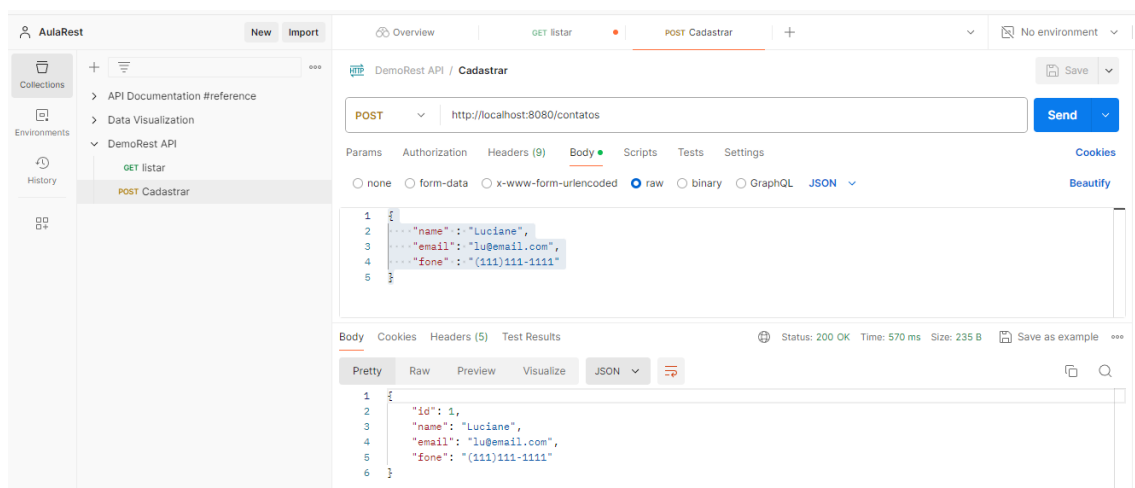 AulaRest New Import Overview GET listar POST Cadastrar No environment
Collections
Environments
History
API Documentation #reference
Data Visualization
DemoRest API
GET listar
POST Cadastrar
HTTP DemoRest API / Cadastrar Save
POST http://localhost:8080/contatos Send
Params Authorization Headers (9) Body Scripts Tests Settings Cookies
none form-data x-www-form-urlencoded raw binary GraphQL JSON Beautify
1 {
2 "name" : "Luciane",
3 "email": "lu@email.com",
4 "fone" : "(111)111-1111"
5 }
Body Cookies Headers (5) Test Results Status: 200 OK Time: 570 ms Size: 235 B Save as example
Pretty Raw Preview Visualize JSON
1 {
2 "id": 1,
3 "name": "Luciane",
4 "email": "lu@email.com",
5 "fone": "(111)111-1111"
6 }